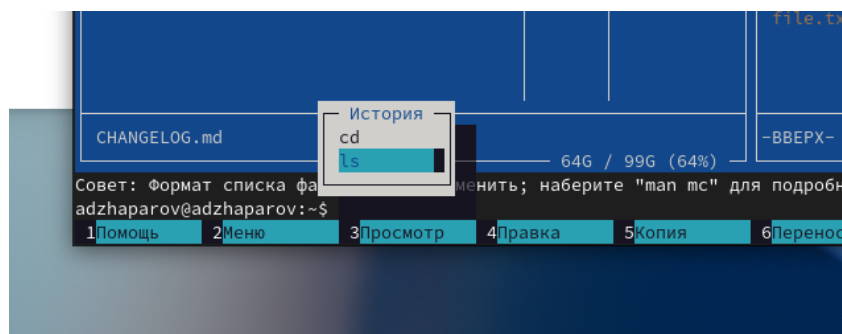 file.tx
История
CHANGELOG.md
cd
-ВВЕРХ-
ls
64G / 99G (64%)
Совет: Формат списка фа менить; наберите "man mc" для подробн
adzhaparov@adzhaparov:~$
1Помощь 2Меню 3Просмотр 4Правка 5Копия 6Перенос